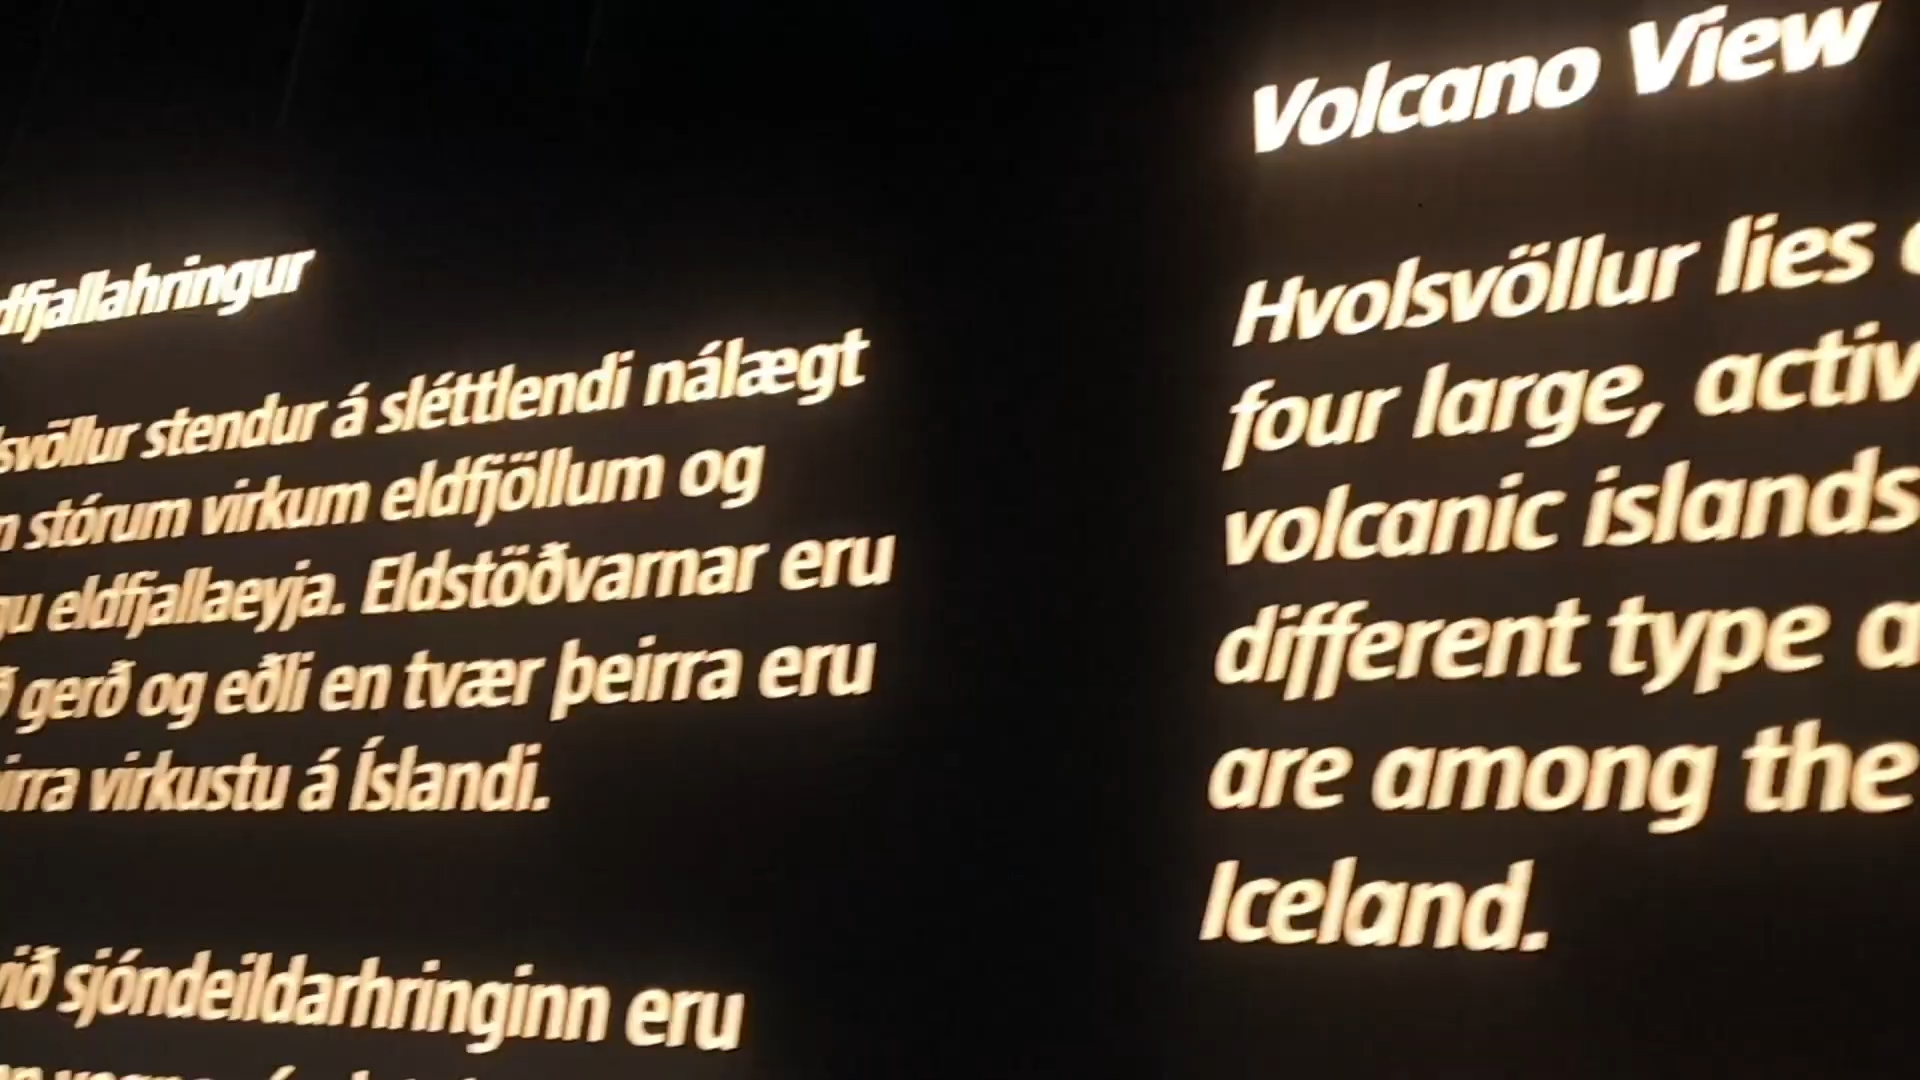 dfjallahringur
svöllur stendur á sléttlendi nálægt
stórum virkum eldfjöllum og
gu eldfjallaeyja. Eldstöðvarnar eru
gerð og eðli en tvær þeirra eru
irra virkustu á Íslandi.
við sjóndeildarhringinn eru
Volcano View
Hvolsvöllur lies
four large, activ
volcanic islands
different type a
are among the
Iceland.